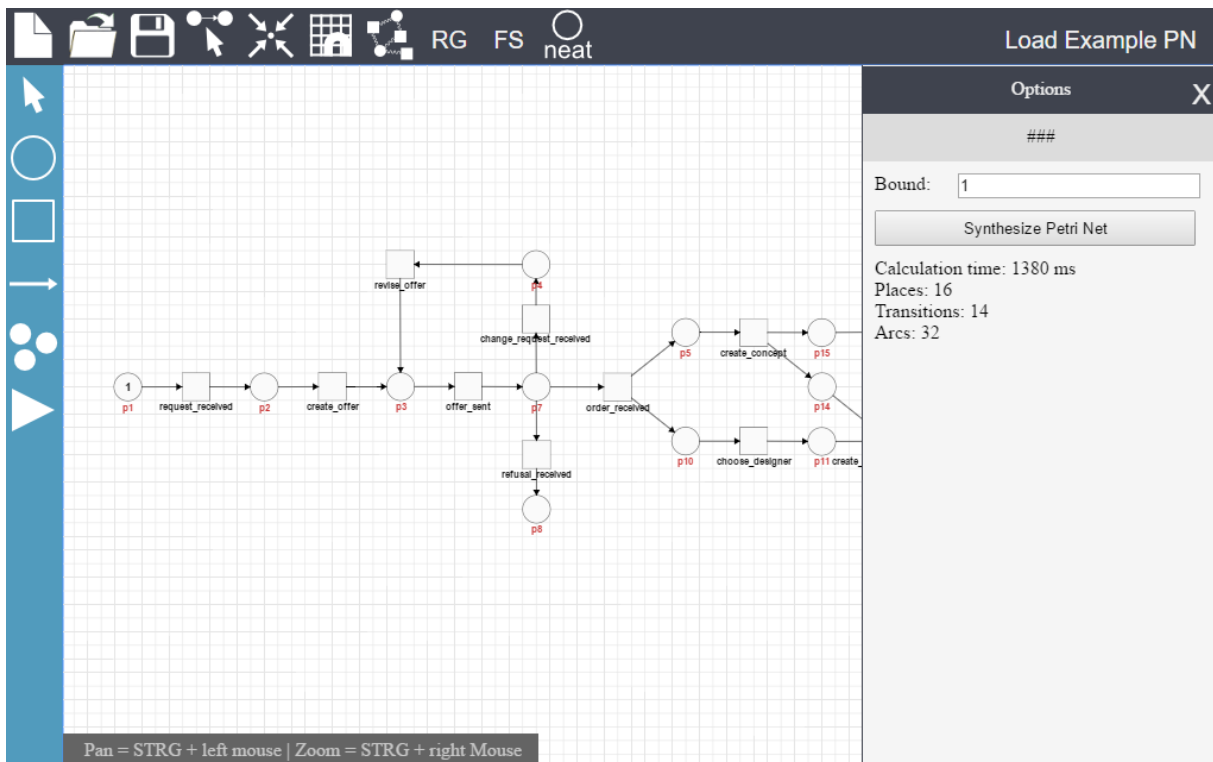 RG FS neat Load Example PN
Options X
###
Bound: 1
Synthesize Petri Net
Calculation time: 1380 ms
Places: 16
Transitions: 14
Arcs: 32
revise_offer p4
change_request_received
p5 create_concept p15
1
p1 request_received p2 create_offer p3 offer_sent p7 order_received p14
p10 choose_designer p11 create_
refusal_received
p8
Pan = STRG + left mouse | Zoom = STRG + right Mouse